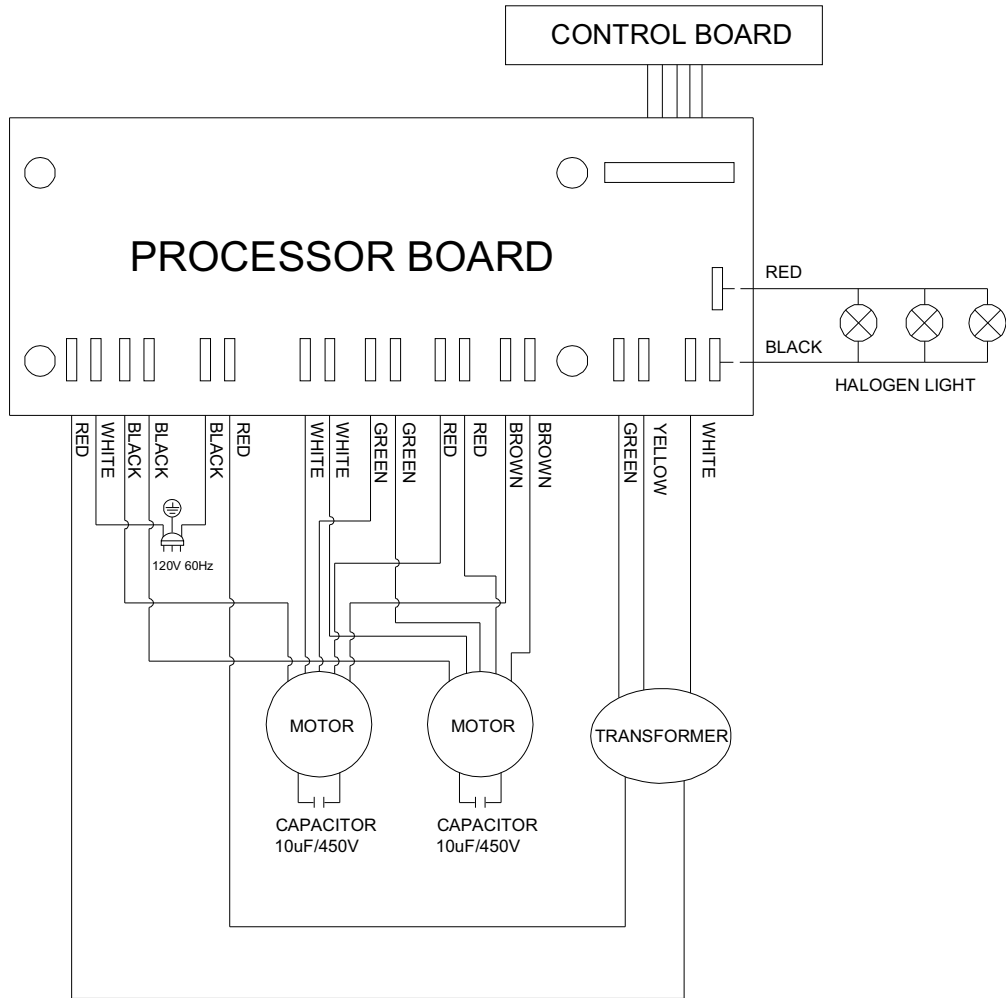 CONTROL BOARD
PROCESSOR BOARD
RED
BLACK
HALOGEN LIGHT
RED
WHITE
BLACK
BLACK
BLACK
RED
WHITE
WHITE
GREEN
GREEN
RED
RED
BROWN
BROWN
GREEN
YELLOW
WHITE
120V 60Hz
MOTOR
MOTOR
TRANSFORMER
CAPACITOR
10uF/450V
CAPACITOR
10uF/450V